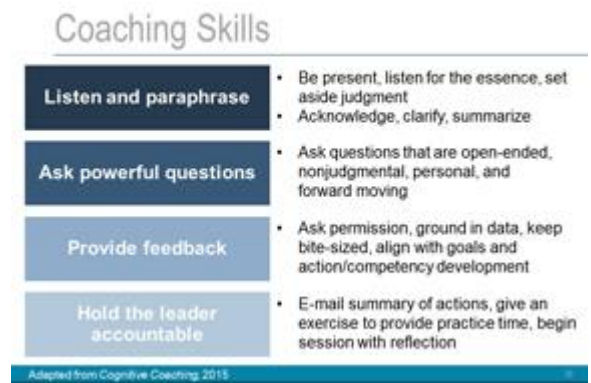 Coaching Skills
Listen and paraphrase
• Be present, listen for the essence, set
aside judgment
• Acknowledge, clarify, summarize
Ask powerful questions
• Ask questions that are open-ended,
nonjudgmental, personal, and
forward moving
Provide feedback
• Ask permission, ground in data, keep
bite-sized, align with goals and
action/competency development
Hold the leader
accountable
• E-mail summary of actions, give an
exercise to provide practice time, begin
session with reflection
Adapted from Cognitive Coaching, 2015